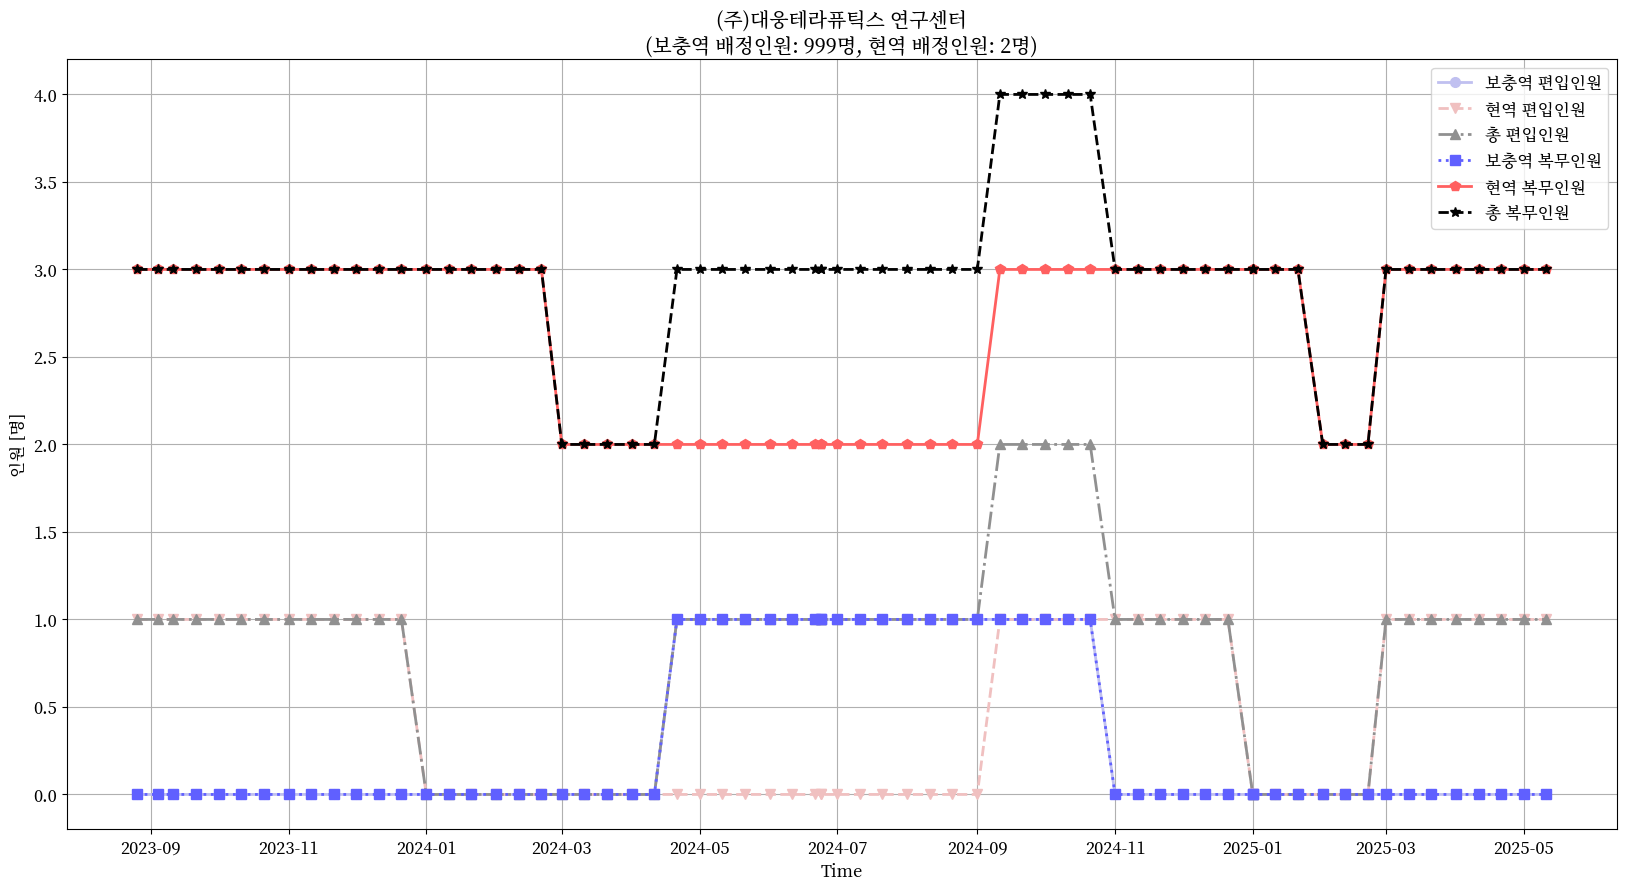 (주)대웅테라퓨틱스 연구센터
(보충역 배정인원: 999명, 현역 배정인원: 2명)
보충역 편입인원
현역 편입인원
총 편입인원
보충역 복무인원
현역 복무인원
총 복무인원
4.0
3.5
3.0
2.5
2.0
1.5
1.0
0.5
0.0
인원 [명]
2023-09 2023-11 2024-01 2024-03 2024-05 2024-07 2024-09 2024-11 2025-01 2025-03 2025-05
Time